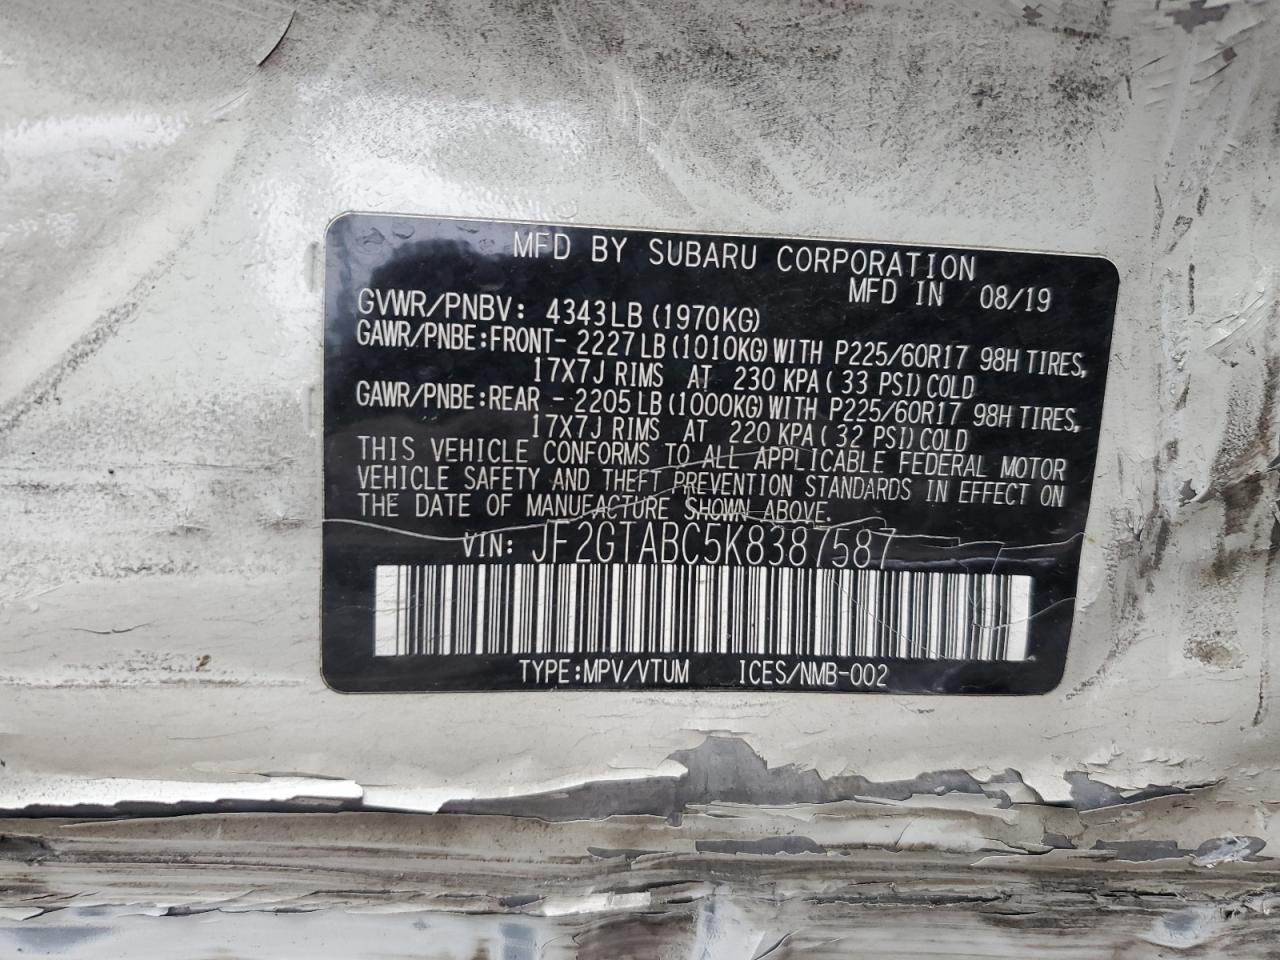 MFD BY SUBARU CORPORATION
MFD IN 08/19
GVWR/PNBV: 4343LB (1970KG)
GAWR/PNBE:FRONT- 2227LB(1010KG)WITH P225/60R17 98H TIRES,
17X7J RIMS AT 230 KPA(33 PSI)COLD
GAWR/PNBE:REAR - 2205LB(1000KG)WITH P225/60R17 98H TIRES,
17X7J RIMS AT 220 KPA(32 PSI)COLD
THIS VEHICLE CONFORMS TO ALL APPLICABLE FEDERAL MOTOR
VEHICLE SAFETY AND THEFT PREVENTION STANDARDS IN EFFECT ON
THE DATE OF MANUFACTURE SHOWN ABOVE.
VIN: JF2GTABC5K8387587
TYPE:MPV/VTUM ICES/NMB-002